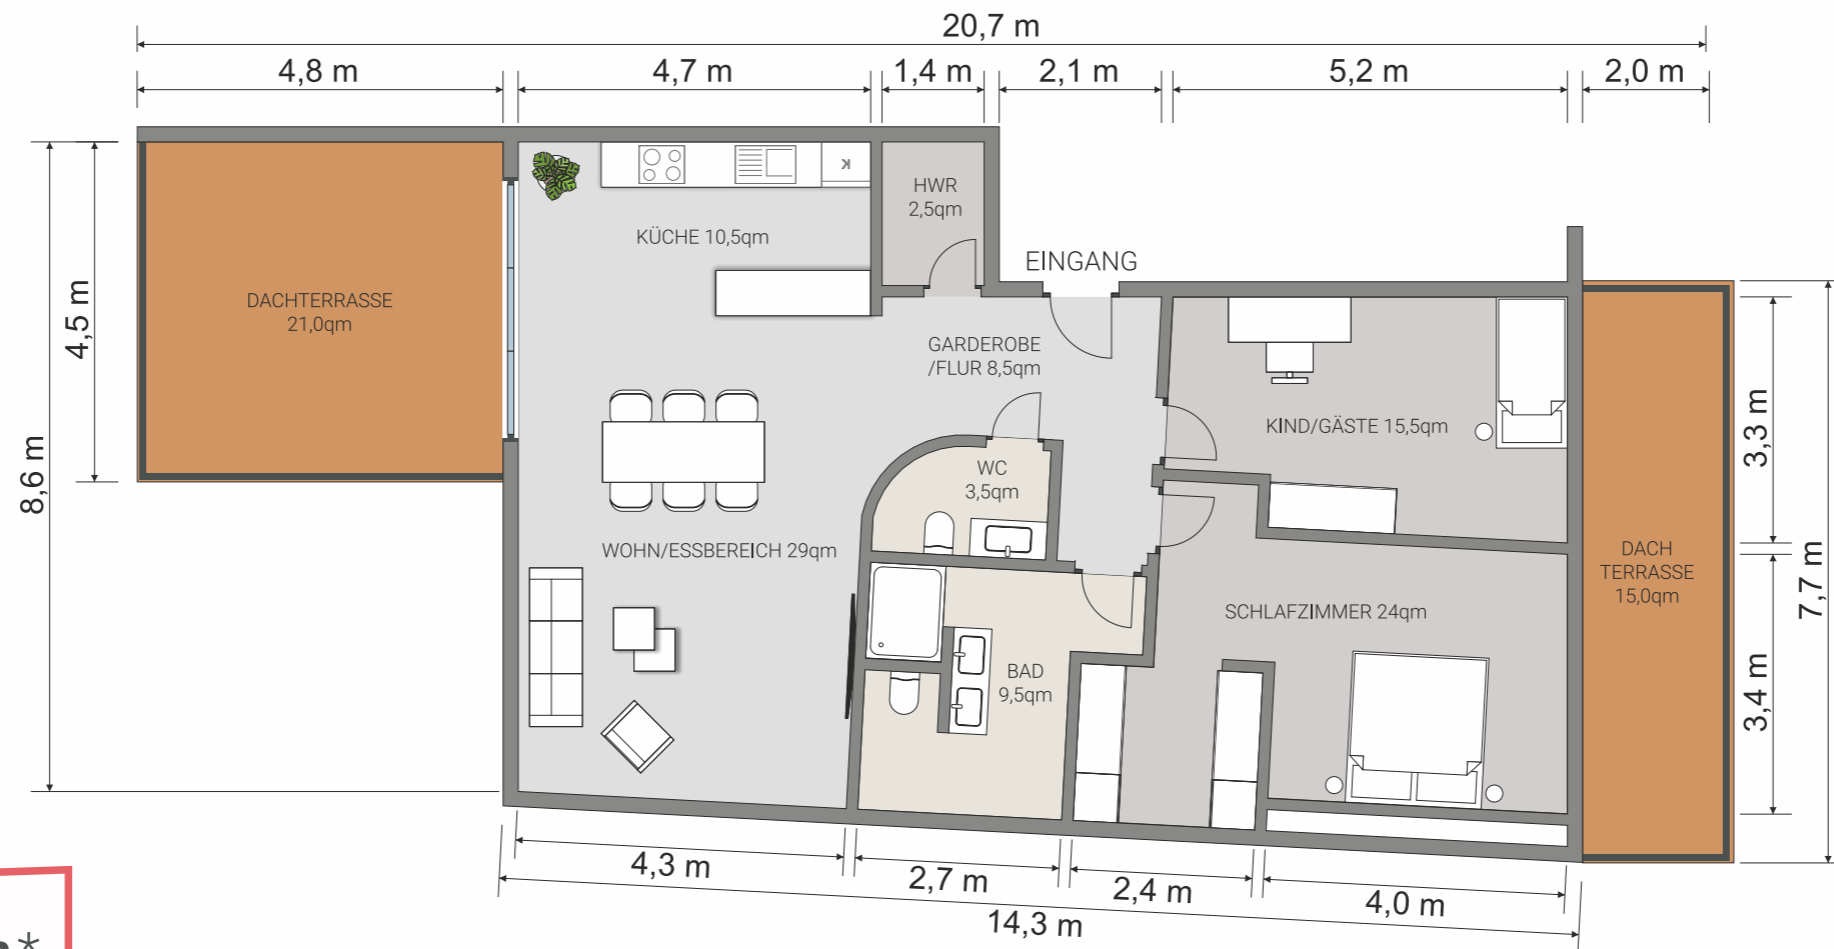 20,7 m
4,8 m
4,7 m
1,4 m
2,1 m
5,2 m
2,0 m
K
HWR
2,5qm
KÜCHE 10,5qm
EINGANG
DACHTERRASSE
21,0qm
4,5 m
GARDEROBE
/FLUR 8,5qm
KIND/GÄSTE 15,5qm
3,3 m
8,6 m
WC
3,5qm
WOHN/ESSBEREICH 29qm
DACH
TERRASSE
15,0qm
7,7 m
SCHLAFZIMMER 24qm
BAD
9,5qm
3,4 m
4,3 m
2,7 m
2,4 m
4,0 m
14,3 m